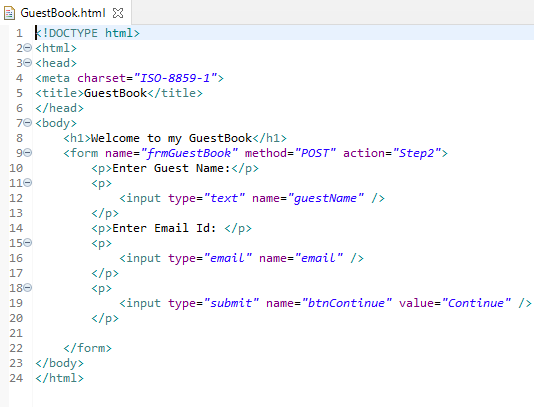 GuestBook.html
1 <!DOCTYPE html>
2 <html>
3 <head>
4 <meta charset="ISO-8859-1">
5 <title>GuestBook</title>
6 </head>
7 <body>
8     <h1>Welcome to my GuestBook</h1>
9     <form name="frmGuestBook" method="POST" action="Step2">
10         <p>Enter Guest Name:</p>
11         <p>
12             <input type="text" name="guestName" />
13         </p>
14         <p>Enter Email Id: </p>
15         <p>
16             <input type="email" name="email" />
17         </p>
18         <p>
19             <input type="submit" name="btnContinue" value="Continue" />
20         </p>
21
22     </form>
23 </body>
24 </html>